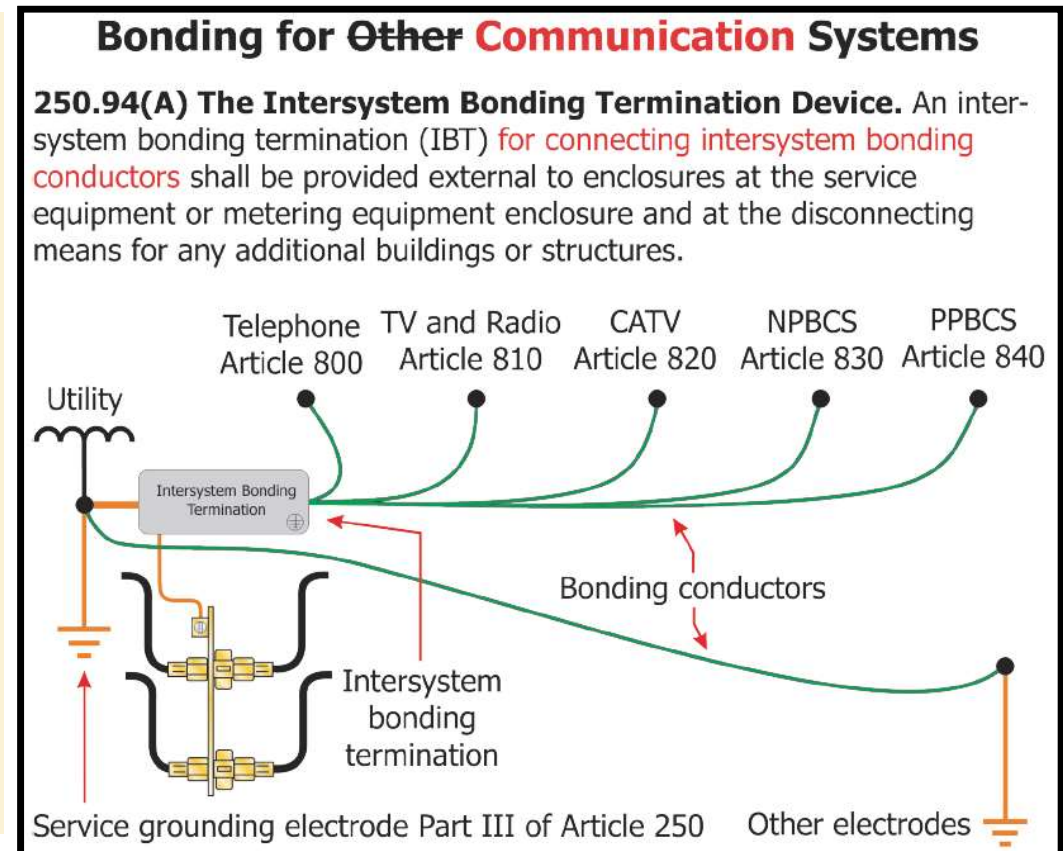 Bonding for Other Communication Systems
250.94(A) The Intersystem Bonding Termination Device. An inter-
system bonding termination (IBT) for connecting intersystem bonding
conductors shall be provided external to enclosures at the service
equipment or metering equipment enclosure and at the disconnecting
means for any additional buildings or structures.
Telephone
Article 800
TV and Radio
Article 810
CATV
Article 820
NPBCS
Article 830
PPBCS
Article 840
Utility
Intersystem Bonding
Termination
Bonding conductors
Intersystem
bonding
termination
Service grounding electrode Part III of Article 250
Other electrodes